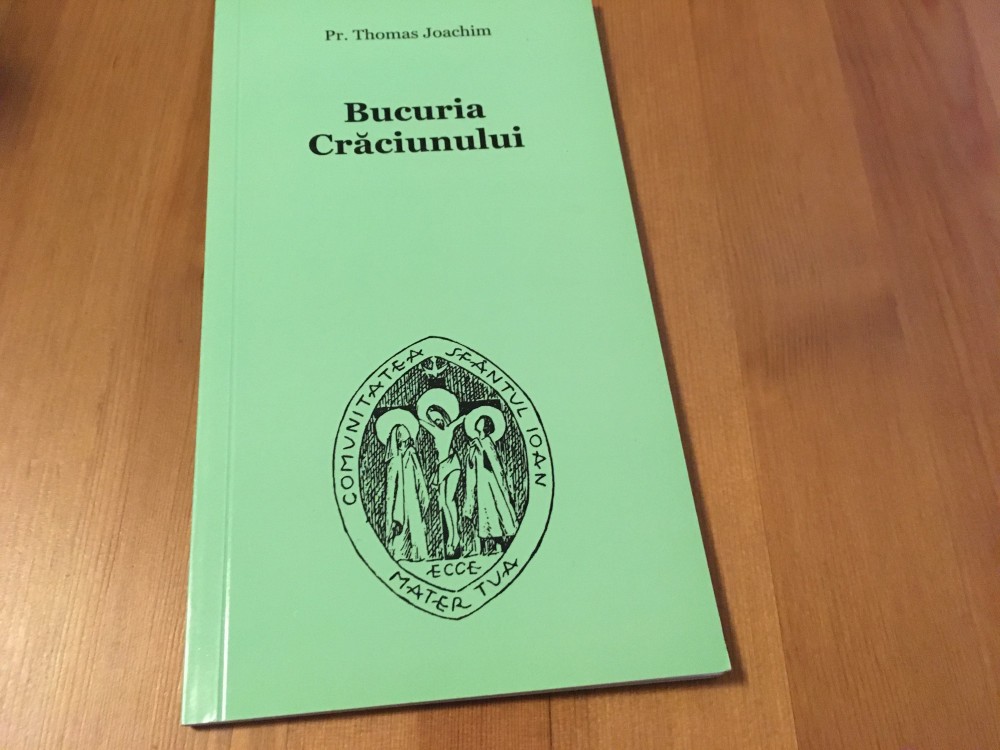 Pr. Thomas Joachim
Bucuria
Crăciunului
COMUNITATEA SFÂNTUL IOAN
ECCE
MATER TUA